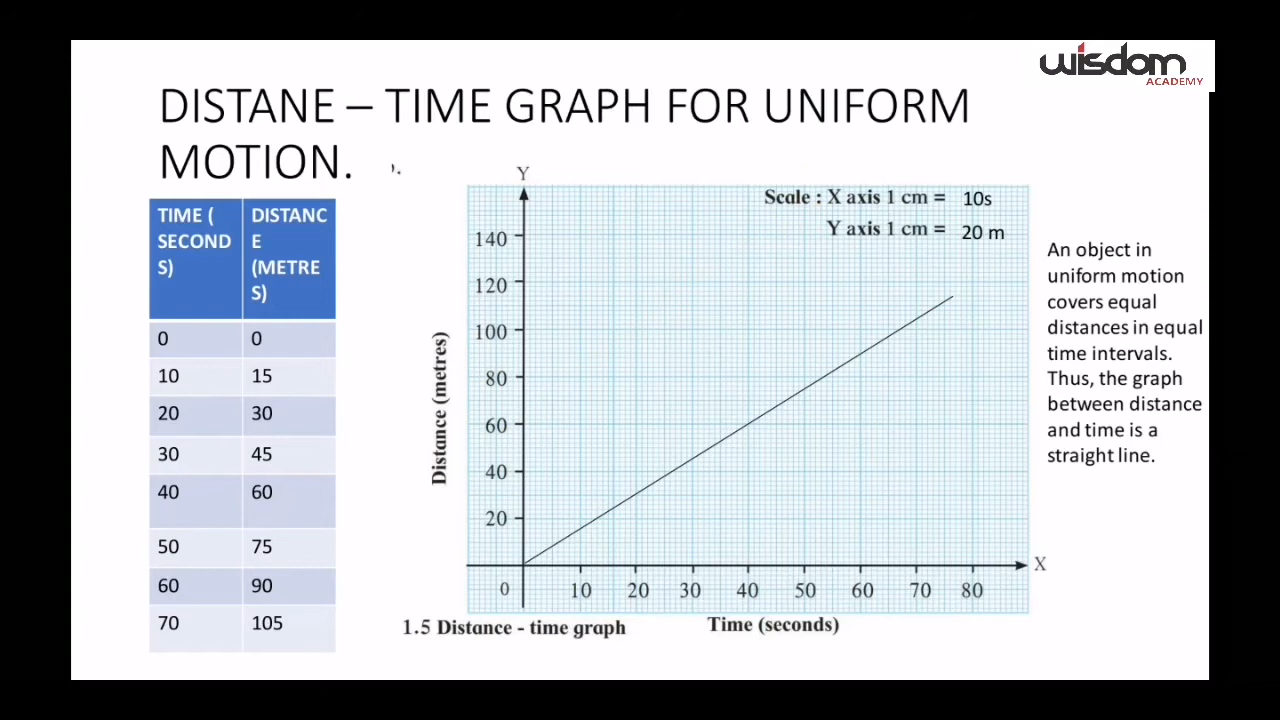 wisdom
ACADEMY
DISTANE – TIME GRAPH FOR UNIFORM
MOTION.
TIME (
SECOND
S)
DISTANC
E
(METRE
S)
0 0
10 15
20 30
30 45
40 60
50 75
60 90
70 105
Y
Scale : X axis 1 cm = 10s
Y axis 1 cm = 20 m
140
120
100
80
60
40
20
Distance (metres)
0 10 20 30 40 50 60 70 80
X
Time (seconds)
1.5 Distance - time graph
An object in
uniform motion
covers equal
distances in equal
time intervals.
Thus, the graph
between distance
and time is a
straight line.